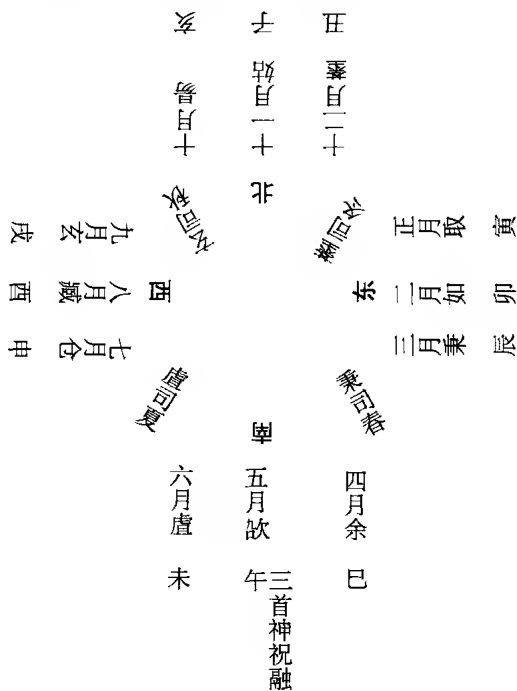 亥
子
丑
十月昜
十一月姑
十二月
北
玄司秋
司冬
戌
九月玄
正月取
寅
酉
八月臧
西
东
二月如
卯
申
七月仓
三月秉
辰
虘司夏
秉司春
南
六月虘
五月
四月余
未
午
巳
三首神祝融